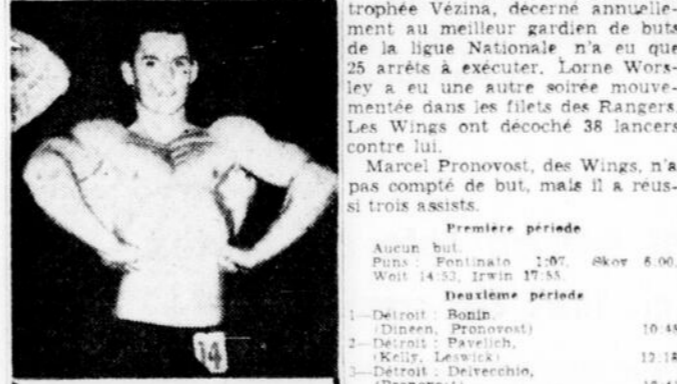 14
trophée Vézina, décerné annuelle-
ment au meilleur gardien de buts
de la ligue Nationale n'a eu que
25 arrêts à exécuter. Lorne Wors-
ley a eu une autre soirée mouve-
mentée dans les filets des Rangers.
Les Wings ont décoché 38 lancers
contre lui.
Marcel Pronovost, des Wings, n'a
pas compté de but, mais il a réus-
si trois assists.
Première période
Aucun but.
Puns : Fontinato 1:07, Skov 6:00,
Woit 14:53, Irwin 17:55.
Deuxième période
1—Détroit : Bonin,
(Dineen, Pronovost) 10:48
2—Détroit : Pavelich,
(Kelly, Leswick) 12:18
3—Détroit : Delvecchio,